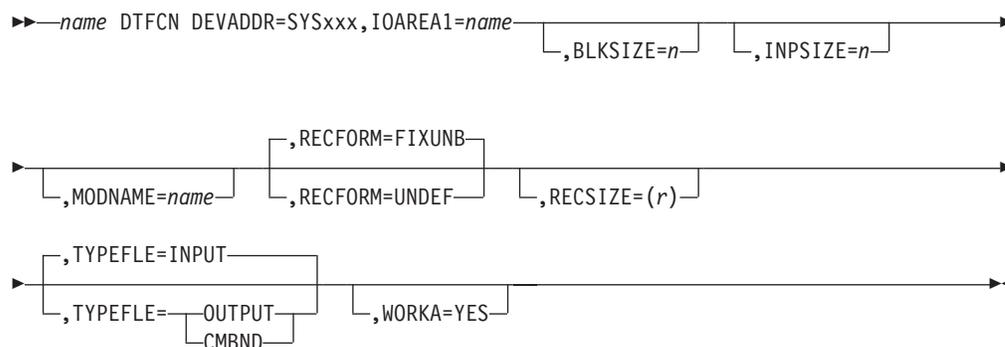 name DTFCN DEVADDR=SYSxxx,IOAREA1=name
,BLKSIZE=n
,INPSIZE=n
,RECFORM=FIXUNB
,MODNAME=name
,RECFORM=UNDEF
,RECSIZE=(r)
,TYPEFLE=INPUT
,TYPEFLE=
OUTPUT
,WORKA=YES
CMBND